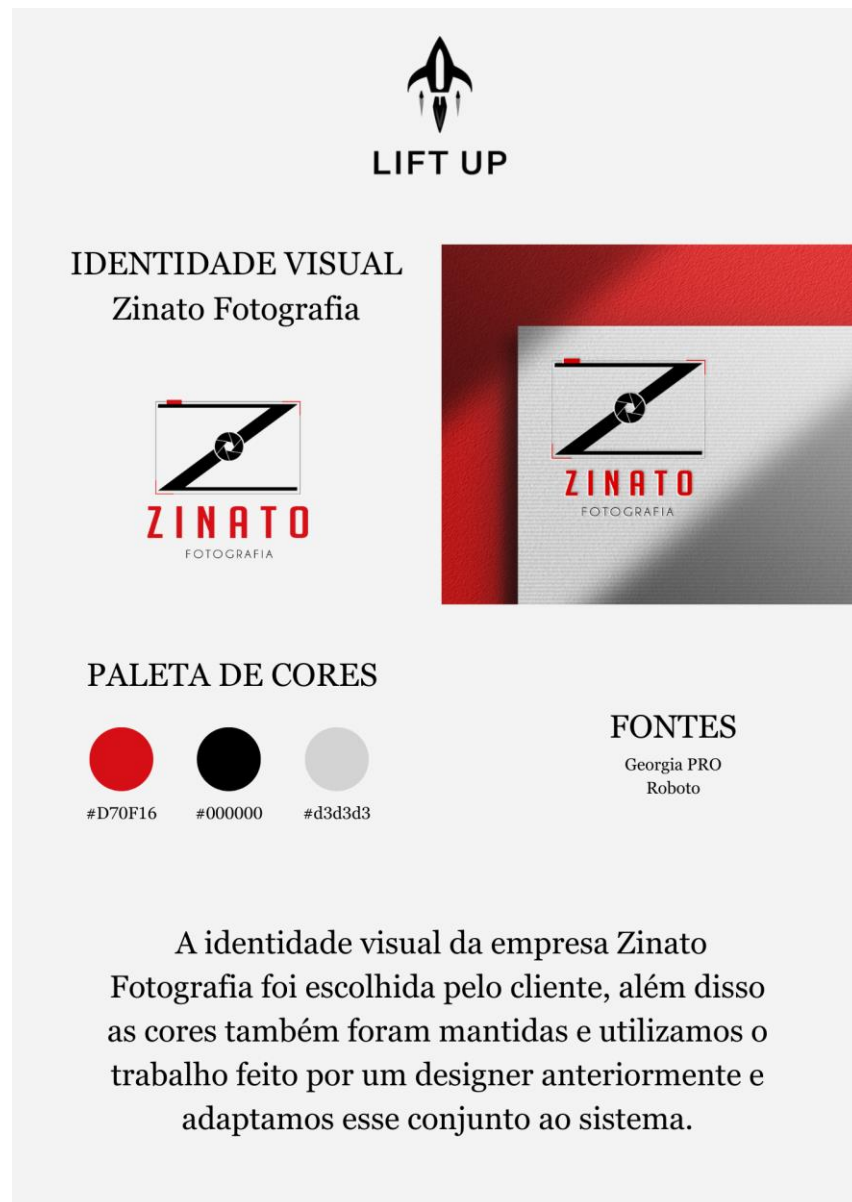 LIFT UP
IDENTIDADE VISUAL
Zinato Fotografia
ZINATO
FOTOGRAFIA
ZINATO
FOTOGRAFIA
PALETA DE CORES
#D70F16 #000000 #d3d3d3
FONTES
Georgia PRO
Roboto
A identidade visual da empresa Zinato
Fotografia foi escolhida pelo cliente, além disso
as cores também foram mantidas e utilizamos o
trabalho feito por um designer anteriormente e
adaptamos esse conjunto ao sistema.